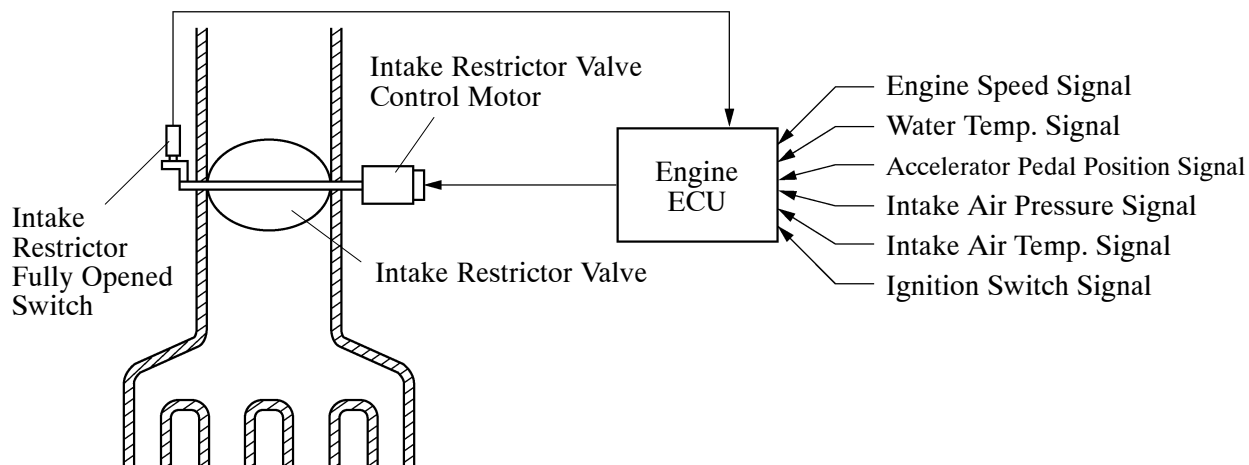 Intake Restrictor Valve
Control Motor
Engine Speed Signal
Water Temp. Signal
Accelerator Pedal Position Signal
Intake Air Pressure Signal
Intake Air Temp. Signal
Ignition Switch Signal
Engine
ECU
Intake
Restrictor
Fully Opened
Switch
Intake Restrictor Valve